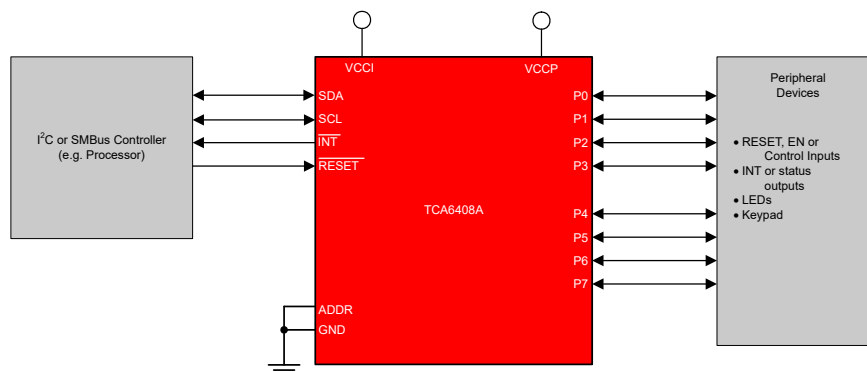 VCCI
VCCP
I²C or SMBus Controller
(e.g. Processor)
SDA
SCL
INT
RESET
TCA6408A
ADDR
GND
P0
P1
P2
P3
P4
P5
P6
P7
Peripheral
Devices
• RESET, EN or
Control Inputs
• INT or status
outputs
• LEDs
• Keypad